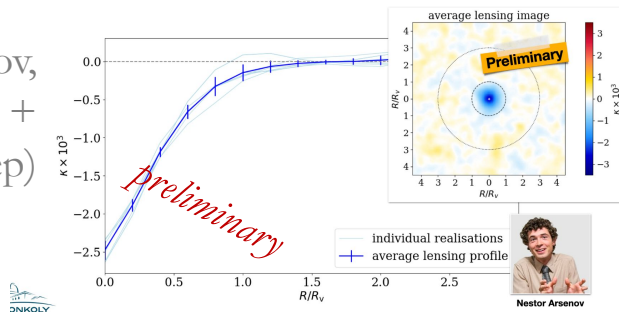 ov,
+
ep)
0.0
−0.5
−1.0
−1.5
−2.0
−2.5
κ × 10³
0.0 0.5 1.0 1.5 2.0 2.5
R/Rᵥ
preliminary
individual realisations
average lensing profile
average lensing image
Preliminary
4
3
2
1
0
1
2
3
4
R/Rᵥ
4 3 2 1 0 1 2 3 4
R/Rᵥ
3
2
1
0
−1
−2
−3
κ × 10³
Nestor Arsenov
ONKOLY